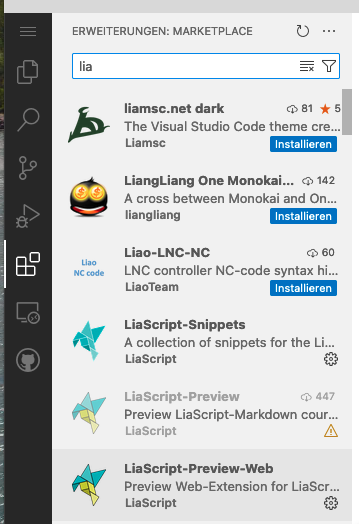 ERWEITERUNGEN: MARKETPLACE
lia
liamsc.net dark 81 ★ 5
The Visual Studio Code theme cre...
Liamsc Installieren
LiangLiang One Monokai... 142
A cross between Monokai and On...
liangliang Installieren
Liao
NC code
Liao-LNC-NC 60
LNC controller NC-code syntax hi...
LiaoTeam Installieren
LiaScript-Snippets
A collection of snippets for the Li...
LiaScript
LiaScript-Preview 447
Preview LiaScript-Markdown cour...
LiaScript
LiaScript-Preview-Web
Preview Web-Extension for LiaScr...
LiaScript